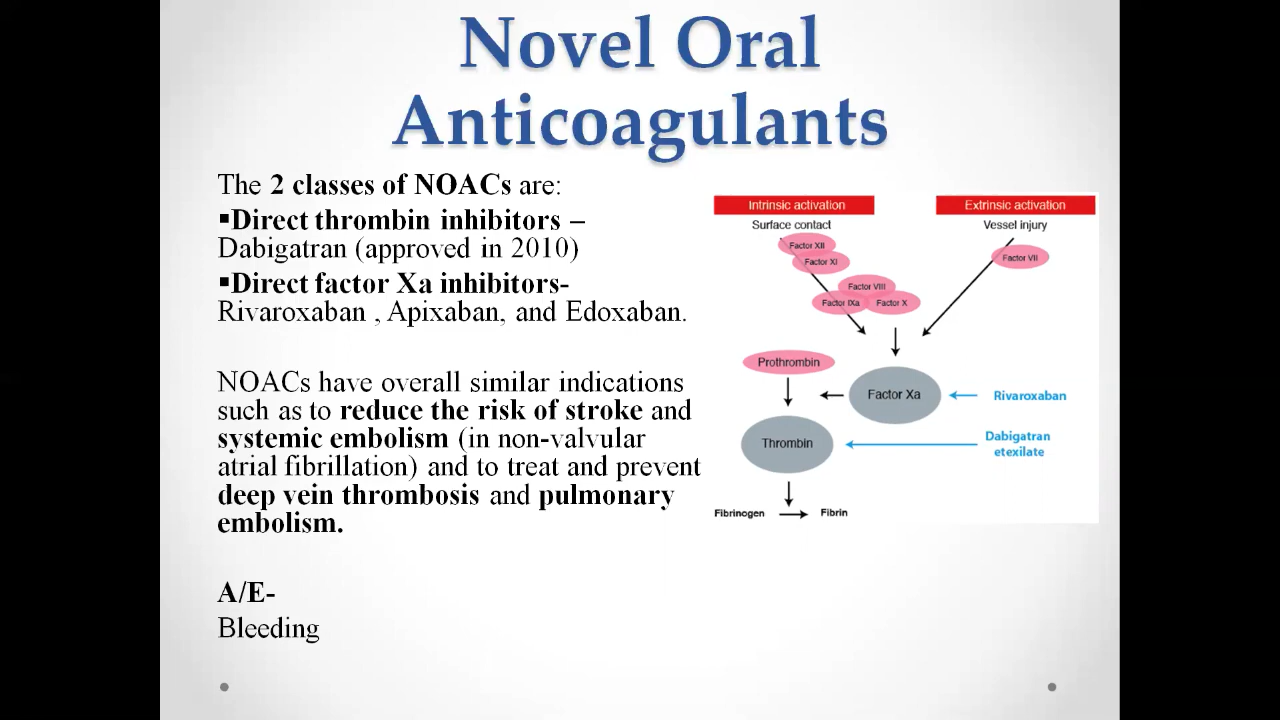 Novel Oral
Anticoagulants
The 2 classes of NOACs are:
▪Direct thrombin inhibitors –
Dabigatran (approved in 2010)
▪Direct factor Xa inhibitors-
Rivaroxaban , Apixaban, and Edoxaban.
NOACs have overall similar indications
such as to reduce the risk of stroke and
systemic embolism (in non-valvular
atrial fibrillation) and to treat and prevent
deep vein thrombosis and pulmonary
embolism.
A/E-
Bleeding
Intrinsic activation
Surface contact
Factor XII
Factor XI
Factor VIII
Factor IXa
Factor X
Extrinsic activation
Vessel injury
Factor VII
Prothrombin
Factor Xa
Rivaroxaban
Thrombin
Dabigatran
etexilate
Fibrinogen
Fibrin